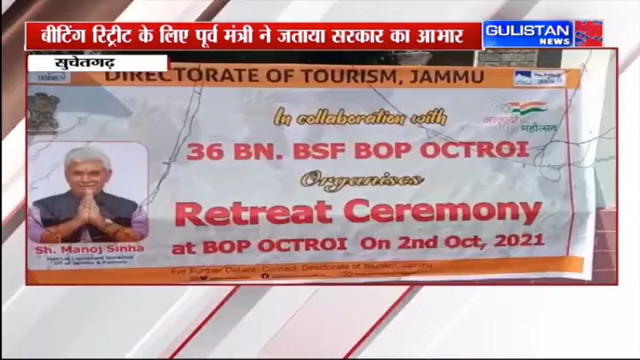 बीटिंग रिट्रीट के लिए पूर्व मंत्री ने जताया सरकार का आभार
GULISTAN
NEWS
सुचेतगढ़
DIRECTORATE OF TOURISM, JAMMU
In collaboration with
आज़ादी
महोत्सव
36 BN. BSF BOP OCTROI
Organises
Retreat Ceremony
Sh. Manoj Sinha
at BOP OCTROI On 2nd Oct, 2021
For Further Details: Contact: Directorate of Tourism, Jammu